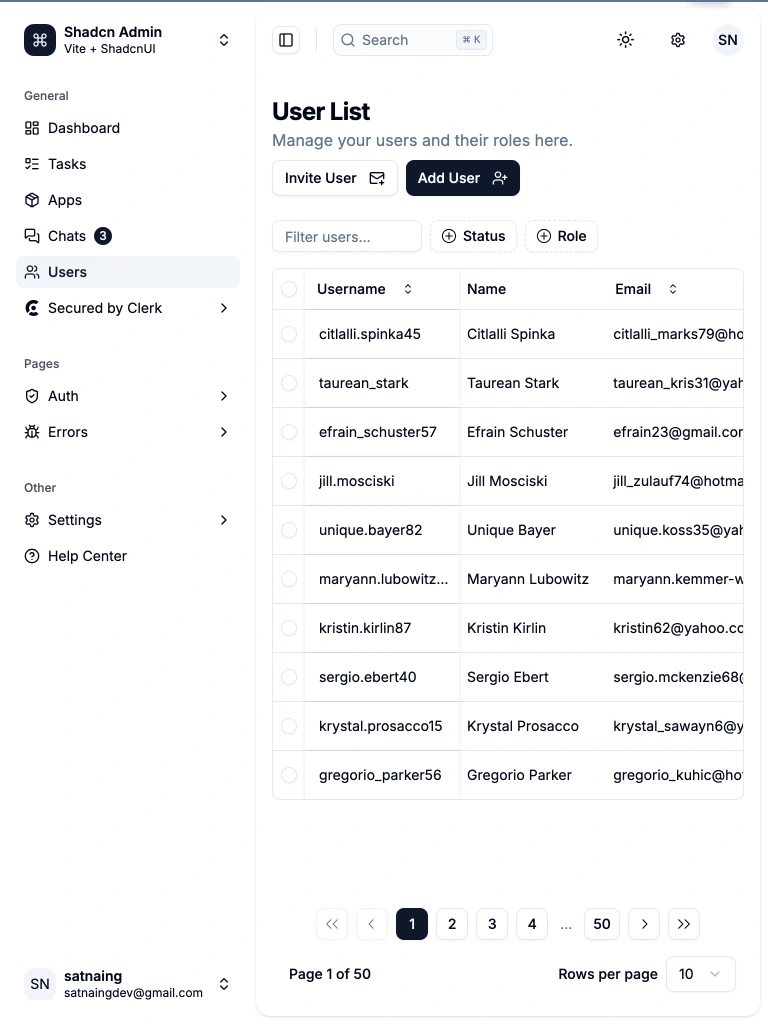 Shadcn Admin
Vite + ShadcnUI
General
Dashboard
Tasks
Apps
Chats 3
Users
Secured by Clerk
Pages
Auth
Errors
Other
Settings
Help Center
SN
satnaing
satnaingdev@gmail.com
Search ⌘ K
SN
User List
Manage your users and their roles here.
Invite User Add User
Filter users... Status Role
Username Name Email
citlalli.spinka45 Citlalli Spinka citlalli_marks79@ho
taurean_stark Taurean Stark taurean_kris31@yah
efrain_schuster57 Efrain Schuster efrain23@gmail.cor
jill.mosciski Jill Mosciski jill_zulauf74@hotma
unique.bayer82 Unique Bayer unique.koss35@yah
maryann.lubowitz... Maryann Lubowitz maryann.kemmer-w
kristin.kirlin87 Kristin Kirlin kristin62@yahoo.co
sergio.ebert40 Sergio Ebert sergio.mckenzie68@
krystal.prosacco15 Krystal Prosacco krystal_sawayn6@y
gregorio_parker56 Gregorio Parker gregorio_kuhic@ho
1 2 3 4 ... 50
Page 1 of 50 Rows per page 10